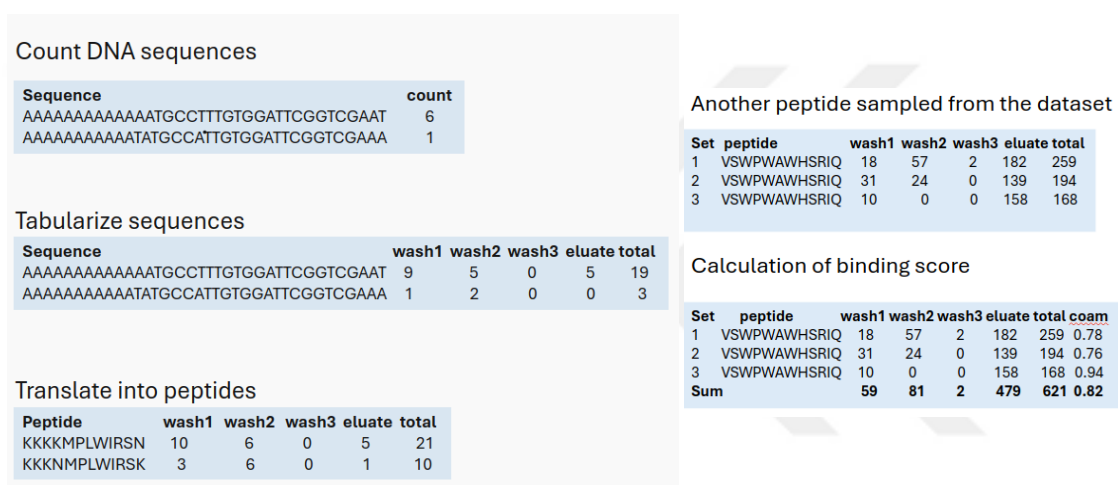 Count DNA sequences
Sequence count
AAAAAAAAAAAAATGCCTTTGTGGATTCGGTCGAAT 6
AAAAAAAAAAATATGCCATTGTGGATTCGGTCGAAA 1
Tabularize sequences
Sequence wash1 wash2 wash3 eluate total
AAAAAAAAAAAAATGCCTTTGTGGATTCGGTCGAAT 9 5 0 5 19
AAAAAAAAAAATATGCCATTGTGGATTCGGTCGAAA 1 2 0 0 3
Translate into peptides
Peptide wash1 wash2 wash3 eluate total
KKKKMPLWIRSN 10 6 0 5 21
KKKNMPLWIRSK 3 6 0 1 10
Another peptide sampled from the dataset
Set peptide wash1 wash2 wash3 eluate total
1 VSWPWAWHSRIQ 18 57 2 182 259
2 VSWPWAWHSRIQ 31 24 0 139 194
3 VSWPWAWHSRIQ 10 0 0 158 168
Calculation of binding score
Set peptide wash1 wash2 wash3 eluate total coam
1 VSWPWAWHSRIQ 18 57 2 182 259 0.78
2 VSWPWAWHSRIQ 31 24 0 139 194 0.76
3 VSWPWAWHSRIQ 10 0 0 158 168 0.94
Sum 59 81 2 479 621 0.82